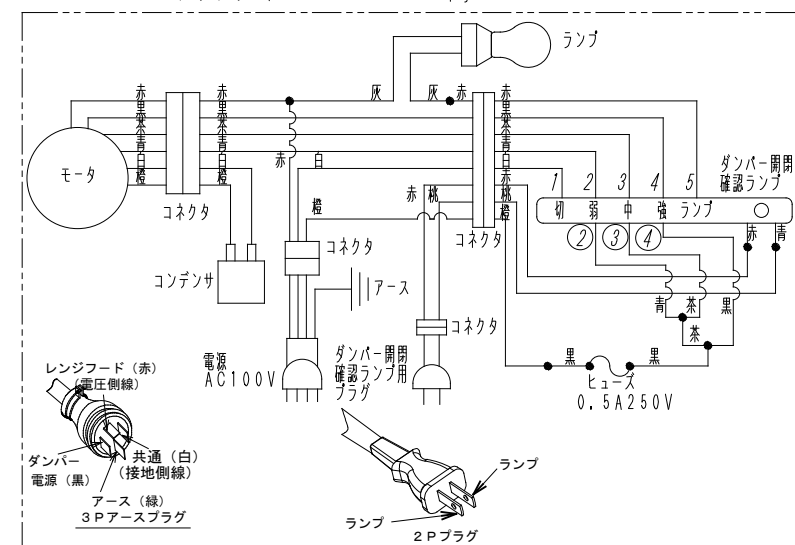 ランプ
赤
黒
茶
青
白
橙
赤
黒
茶
青
白
橙
灰
灰
赤
黒
茶
青
白
赤
桃
橙
モータ
コネクタ
コンデンサ
赤
白
橙
コネクタ
アース
電源
AC100V
赤
桃
コネクタ
コネクタ
ダンパー開閉
確認ランプ用
プラグ
1 2 3 4 5
切 弱 中 強 ランプ
② ③ ④
ダンパー開閉
確認ランプ
赤
青
青
茶
黒
茶
黒
黒
ヒューズ
0.5A250V
レンジフード(赤)
(電圧側線)
ダンパー
電源(黒)
共通(白)
(接地側線)
アース(緑)
3Pアースプラグ
ランプ
ランプ
2Pプラグ